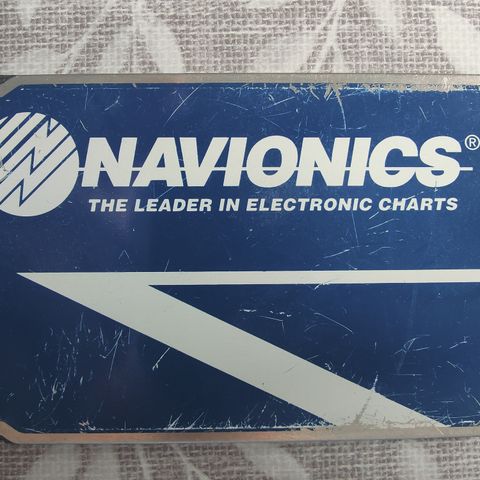 NAVIONICS®
THE LEADER IN ELECTRONIC CHARTS